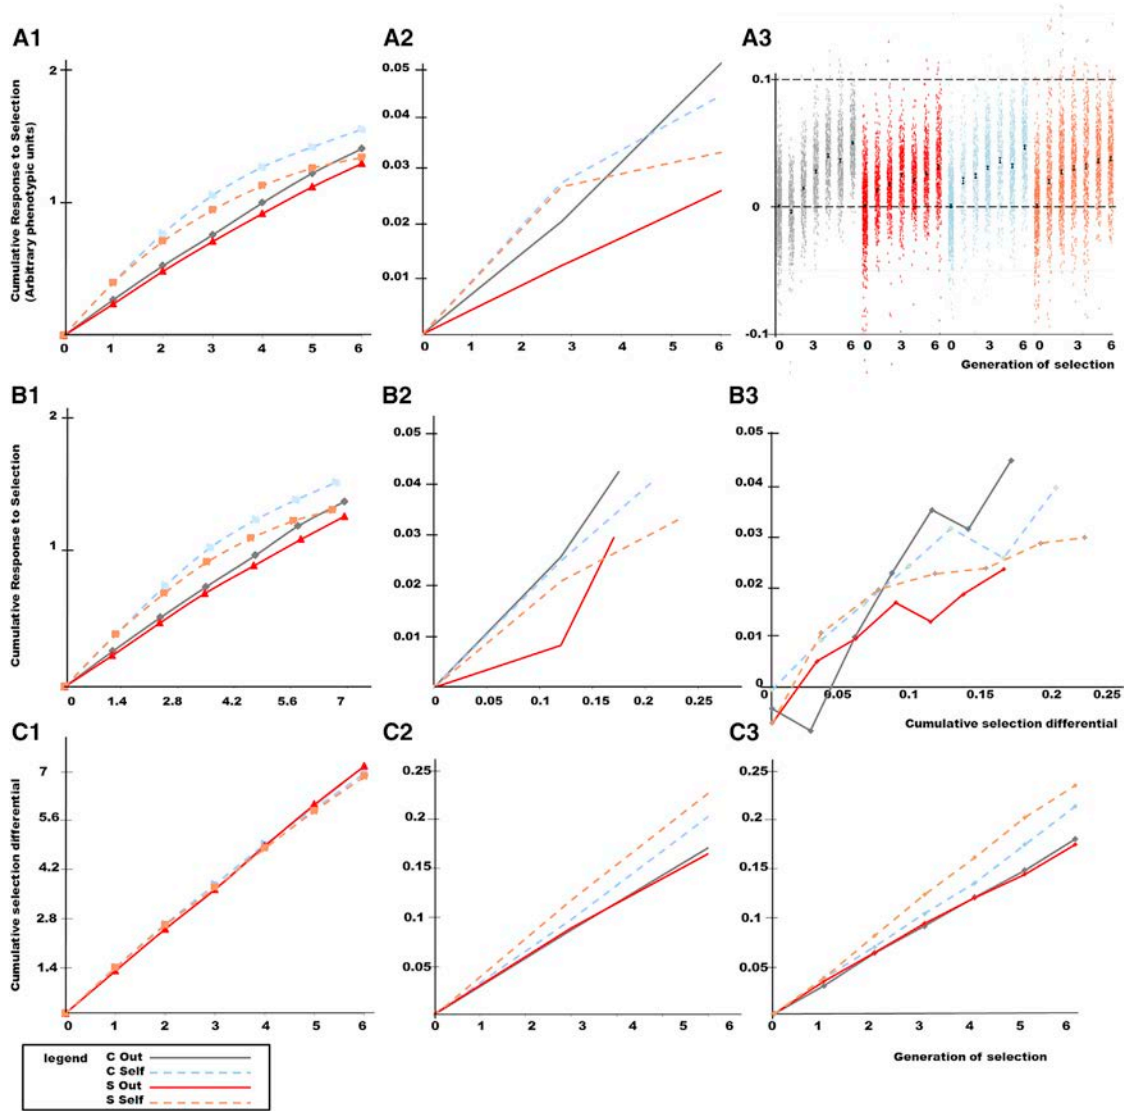 A1
A2
A3
Cumulative Response to Selection
(Arbitrary phenotypic units)
2
1
0 1 2 3 4 5 6
0.05
0.04
0.03
0.02
0.01
0 1 2 3 4 5 6
0.1
0
-0.1
0 3 6 0 3 6 0 3 6 0 3 6
Generation of selection
B1
B2
B3
Cumulative Response to Selection
2
1
0 1.4 2.8 4.2 5.6 7
0.05
0.04
0.03
0.02
0.01
0 0.05 0.1 0.15 0.2 0.25
0.05
0.04
0.03
0.02
0.01
0
0 0.05 0.1 0.15 0.2 0.25
Cumulative selection differential
C1
C2
C3
Cumulative selection differential
7
5.6
4.2
2.8
1.4
0 1 2 3 4 5 6
0.25
0.2
0.15
0.1
0.05
0 1 2 3 4 5 6
0.25
0.2
0.15
0.1
0.05
0 1 2 3 4 5 6
Generation of selection
legend
C Out
C Self
S Out
S Self